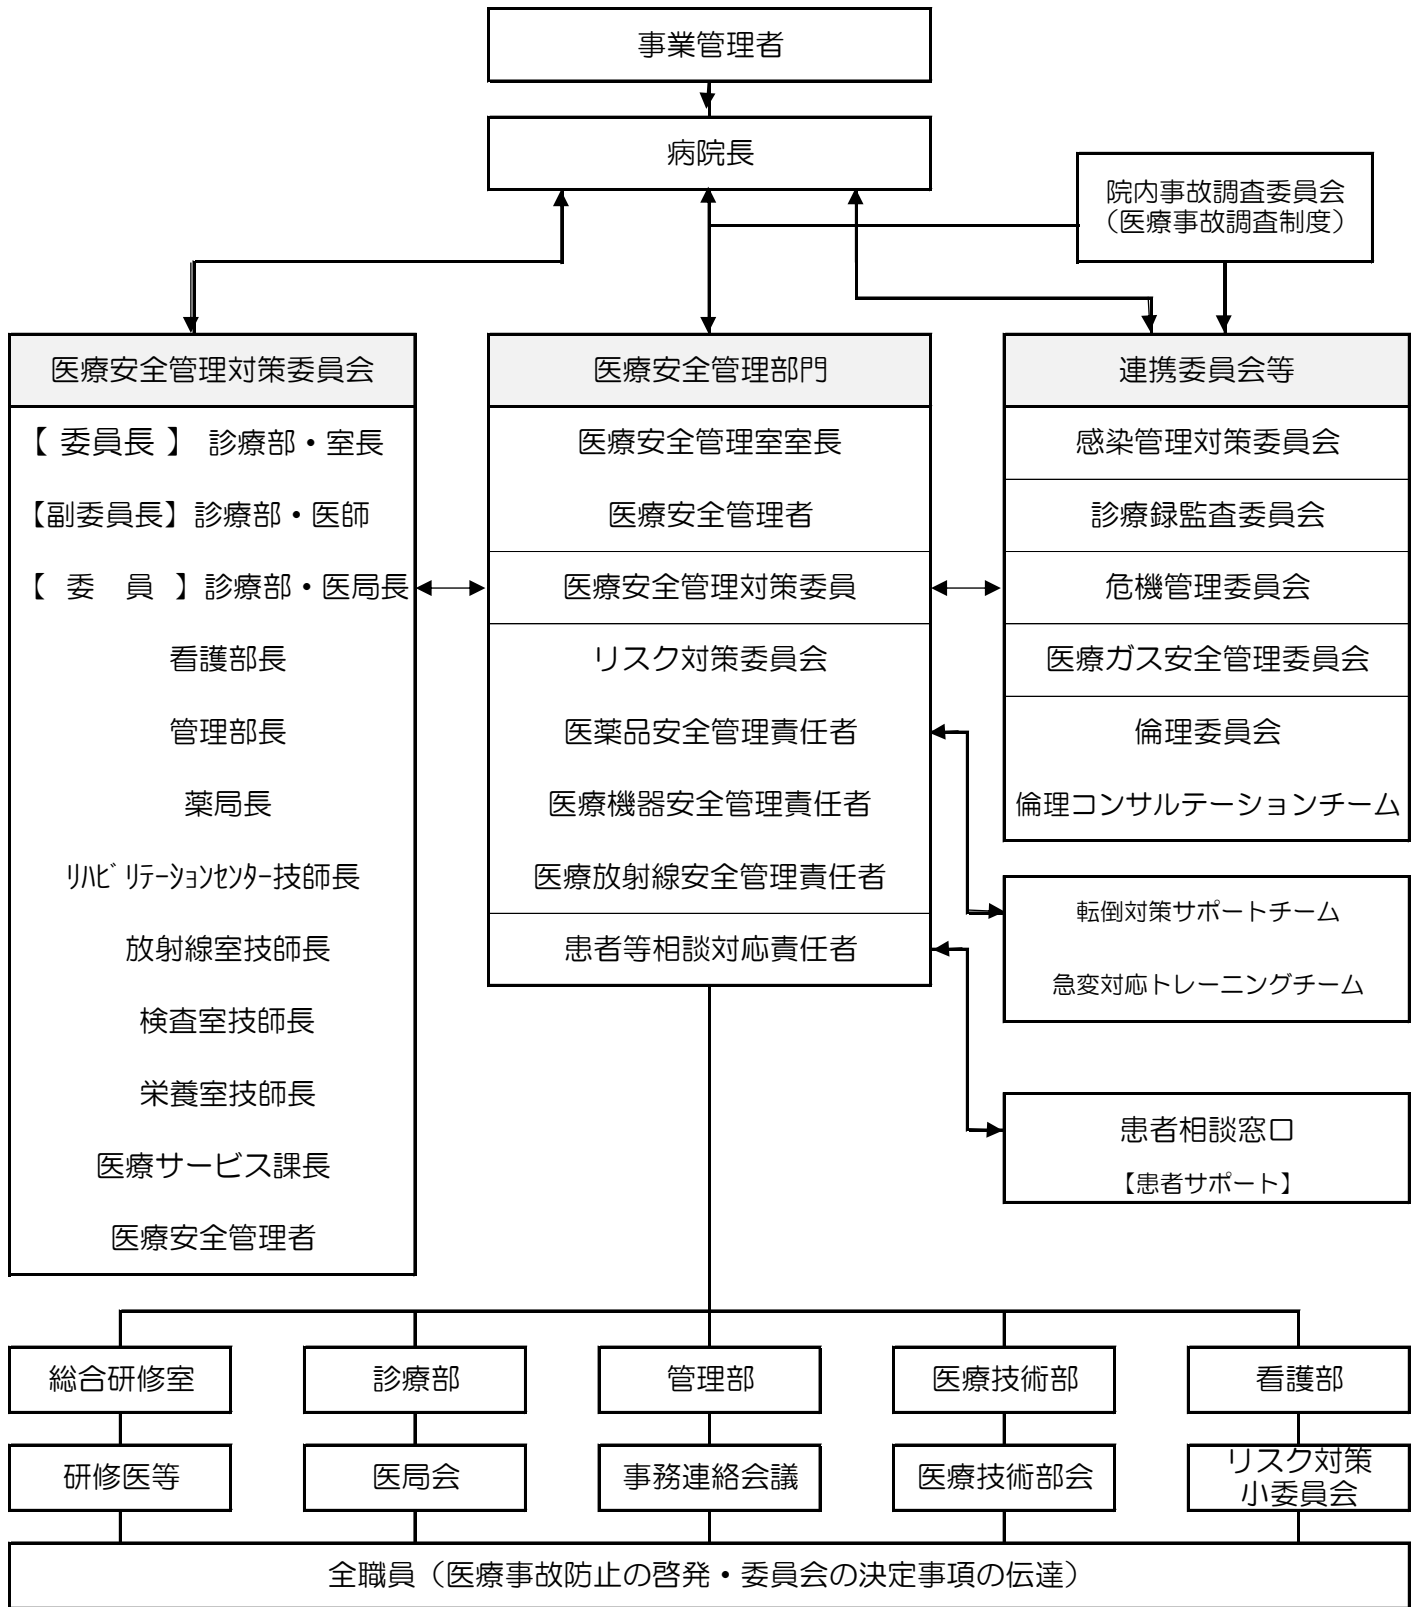 事業管理者
病院長
院内事故調査委員会
(医療事故調査制度)
医療安全管理対策委員会
【 委員長 】 診療部・室長
【副委員長】診療部・医師
【 委　員 】診療部・医局長
看護部長
管理部長
薬局長
ﾘﾊﾋﾞﾘﾃｰｼｮﾝｾﾝﾀｰ技師長
放射線室技師長
検査室技師長
栄養室技師長
医療サービス課長
医療安全管理者
医療安全管理部門
医療安全管理室室長
医療安全管理者
医療安全管理対策委員
リスク対策委員会
医薬品安全管理責任者
医療機器安全管理責任者
医療放射線安全管理責任者
患者等相談対応責任者
連携委員会等
感染管理対策委員会
診療録監査委員会
危機管理委員会
医療ガス安全管理委員会
倫理委員会
倫理コンサルテーションチーム
転倒対策サポートチーム
急変対応トレーニングチーム
患者相談窓口
【患者サポート】
総合研修室
診療部
管理部
医療技術部
看護部
研修医等
医局会
事務連絡会議
医療技術部会
リスク対策
小委員会
全職員（医療事故防止の啓発・委員会の決定事項の伝達）